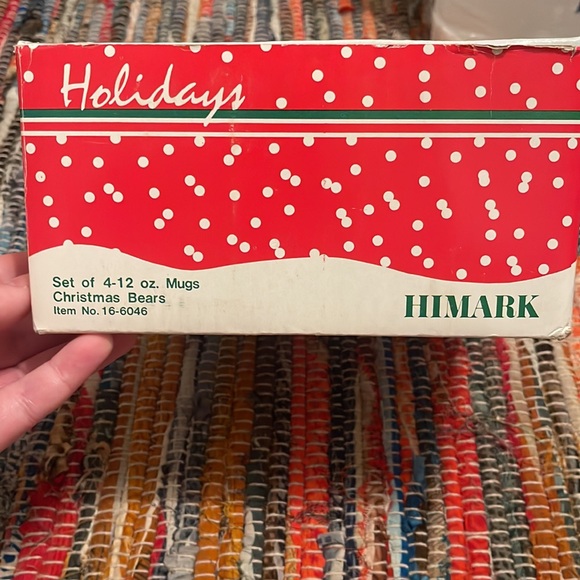 Holidays
Set of 4-12 oz. Mugs
Christmas Bears
Item No. 16-6046
HIMARK